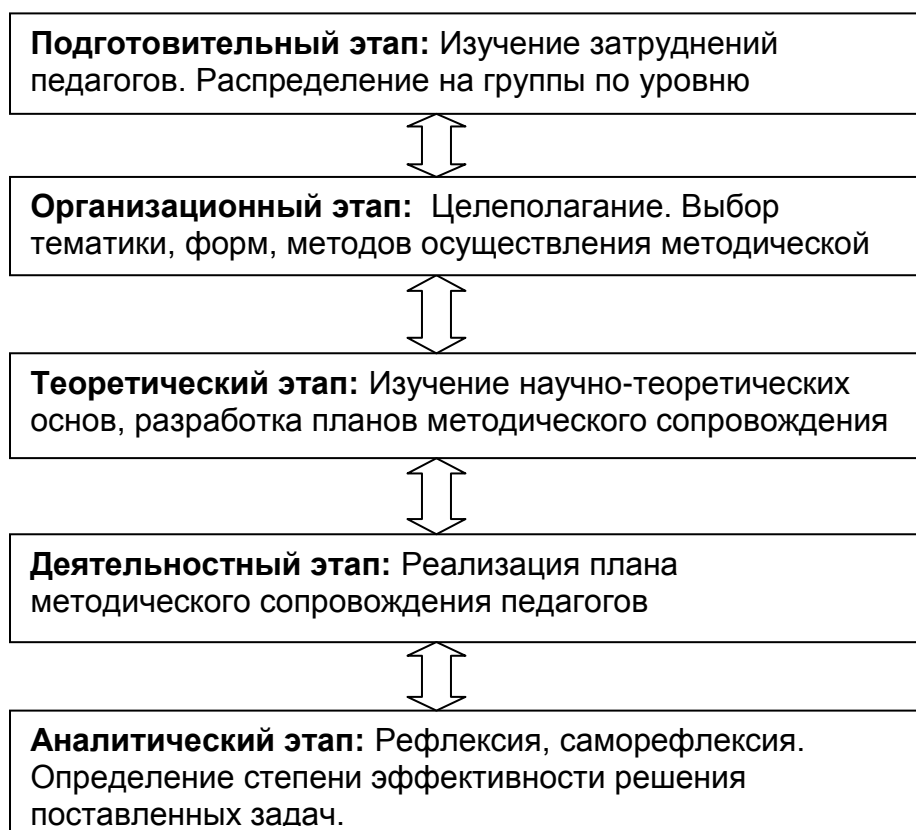 Подготовительный этап: Изучение затруднений
педагогов. Распределение на группы по уровню
Организационный этап: Целеполагание. Выбор
тематики, форм, методов осуществления методической
Теоретический этап: Изучение научно-теоретических
основ, разработка планов методического сопровождения
Деятельностный этап: Реализация плана
методического сопровождения педагогов
Аналитический этап: Рефлексия, саморефлексия.
Определение степени эффективности решения
поставленных задач.